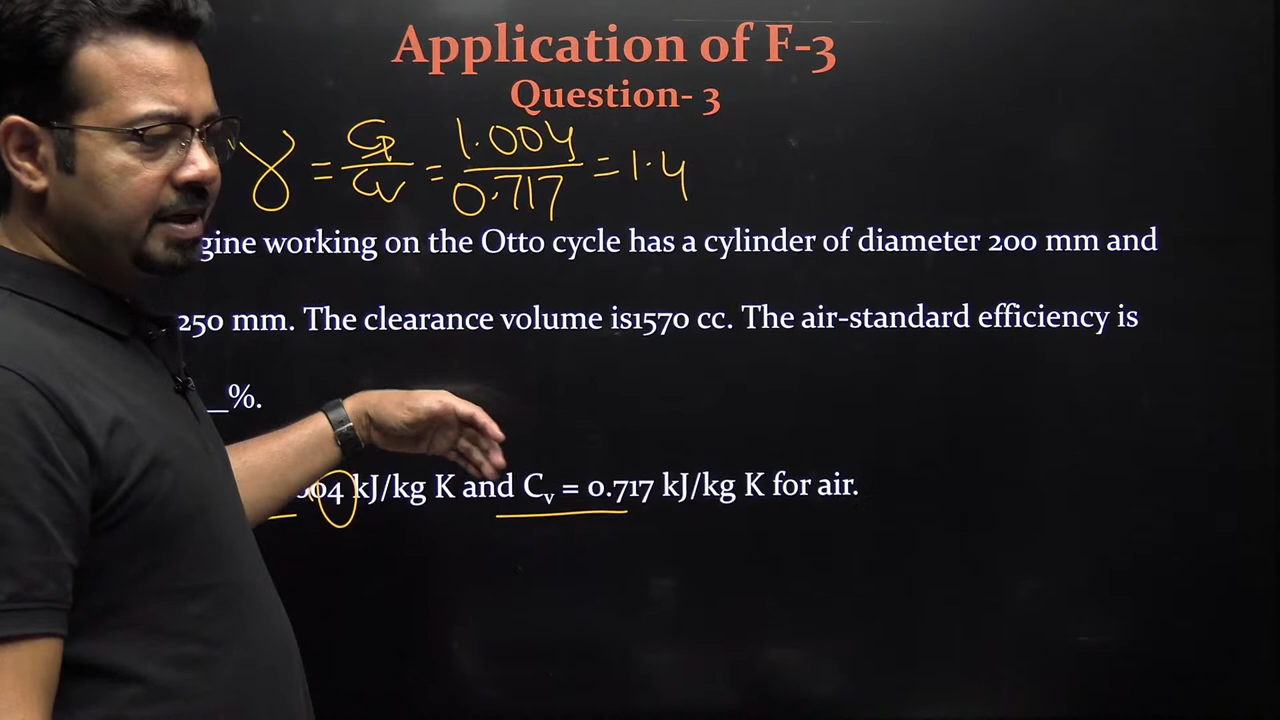 Application of F-3
Question- 3
γ = Cp/Cv = 1.004/0.717 = 1.4
gine working on the Otto cycle has a cylinder of diameter 200 mm and
250 mm. The clearance volume is1570 cc. The air-standard efficiency is
_%.
04 kJ/kg K and Cv = 0.717 kJ/kg K for air.